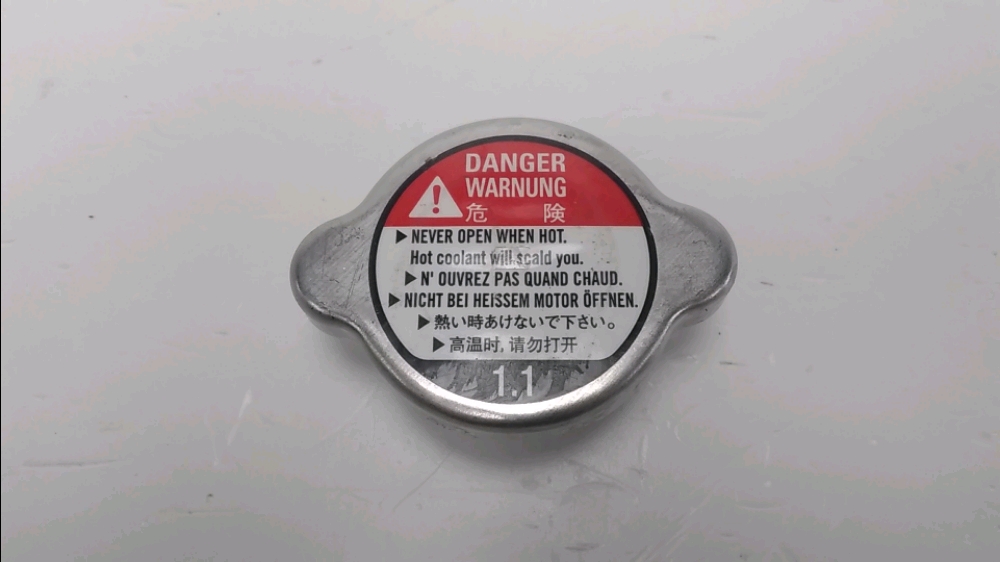 DANGER
WARNUNG
危 険
▶ NEVER OPEN WHEN HOT.
Hot coolant will scald you.
▶ N' OUVREZ PAS QUAND CHAUD.
▶ NICHT BEI HEISSEM MOTOR ÖFFNEN.
▶ 熱い時あけないで下さい。
▶ 高温时, 请勿打开
1.1